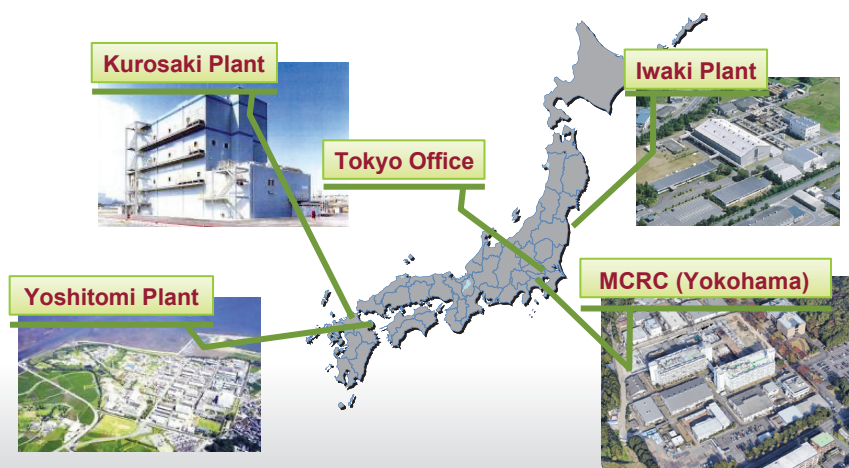 Kurosaki Plant
Iwaki Plant
Tokyo Office
MCRC (Yokohama)
Yoshitomi Plant